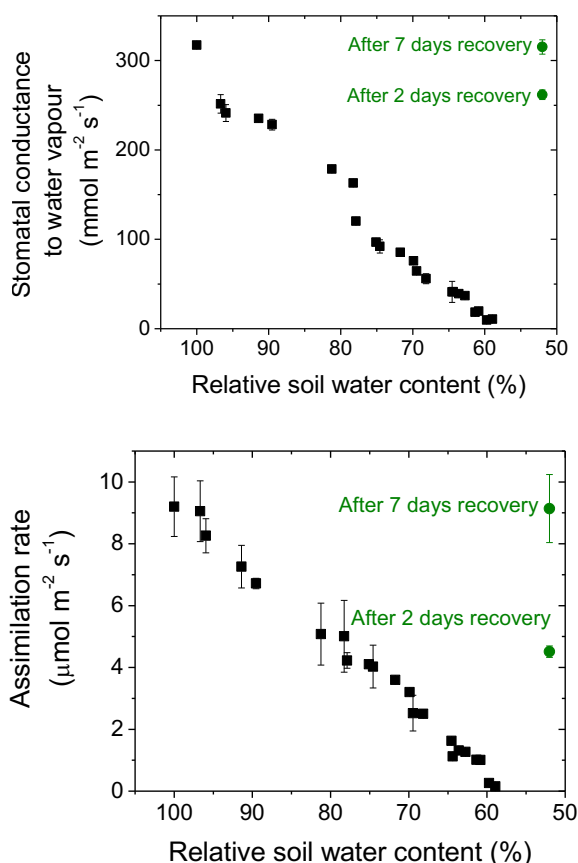 Stomatal conductance
to water vapour
(mmol m⁻² s⁻¹)
300
200
100
0
After 7 days recovery
After 2 days recovery
100 90 80 70 60 50
Relative soil water content (%)
Assimilation rate
(μmol m⁻² s⁻¹)
10
8
6
4
2
0
After 7 days recovery
After 2 days recovery
100 90 80 70 60 50
Relative soil water content (%)